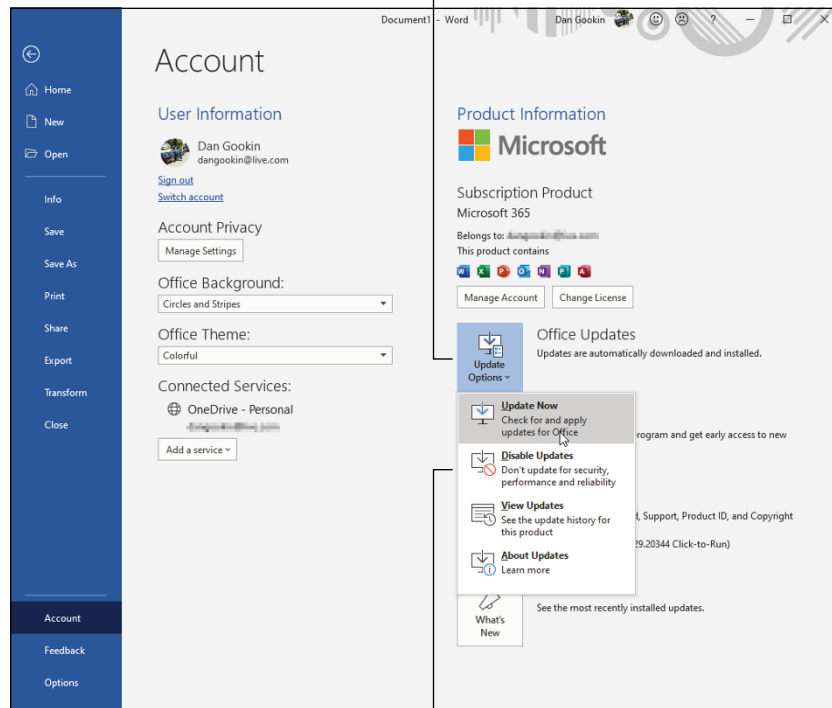 Document1 - Word
Dan Gookin
?
Account
Home
New
Open
Info
Save
Save As
Print
Share
Export
Transform
Close
Account
Feedback
Options
User Information
Dan Gookin
dangookin@live.com
Sign out
Switch account
Account Privacy
Manage Settings
Office Background:
Circles and Stripes
Office Theme:
Colorful
Connected Services:
OneDrive - Personal
Add a service
Product Information
Microsoft
Subscription Product
Microsoft 365
Belongs to:
This product contains
W X P O N P A
Manage Account Change License
Update
Options
Office Updates
Updates are automatically downloaded and installed.
Update Now
Check for and apply
updates for Office
Disable Updates
Don't update for security,
performance and reliability
View Updates
See the update history for
this product
About Updates
Learn more
rogram and get early access to new
, Support, Product ID, and Copyright
29.20344 Click-to-Run)
What's
New
See the most recently installed updates.